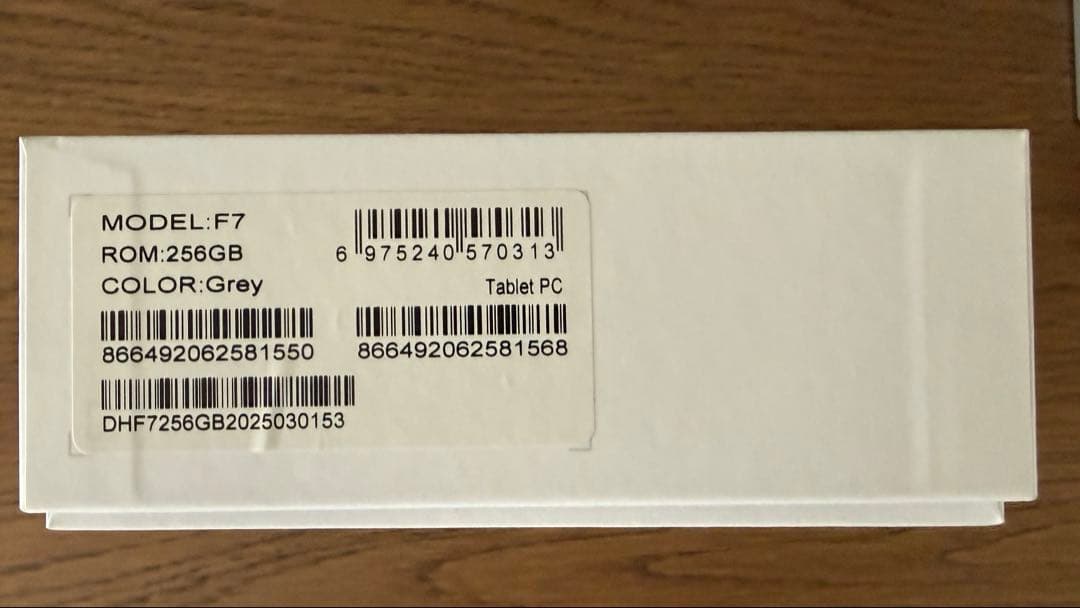 MODEL:F7
ROM:256GB
6 975240 570313
COLOR:Grey
Tablet PC
866492062581550
866492062581568
DHF7256GB2025030153